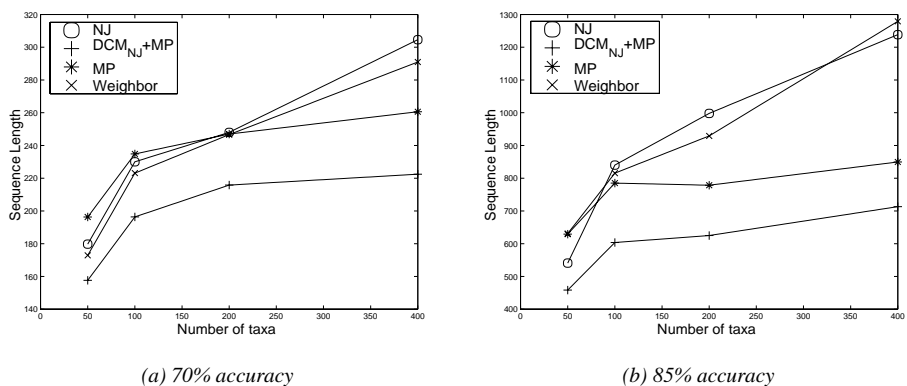 320
300
280
260
240
220
200
180
160
140
0 50 100 150 200 250 300 350 400
Sequence Length
Number of taxa
NJ
DCM_NJ+MP
MP
Weighbor
(a) 70% accuracy
1300
1200
1100
1000
900
800
700
600
500
400
0 50 100 150 200 250 300 350 400
Sequence Length
Number of taxa
NJ
DCM_NJ+MP
MP
Weighbor
(b) 85% accuracy